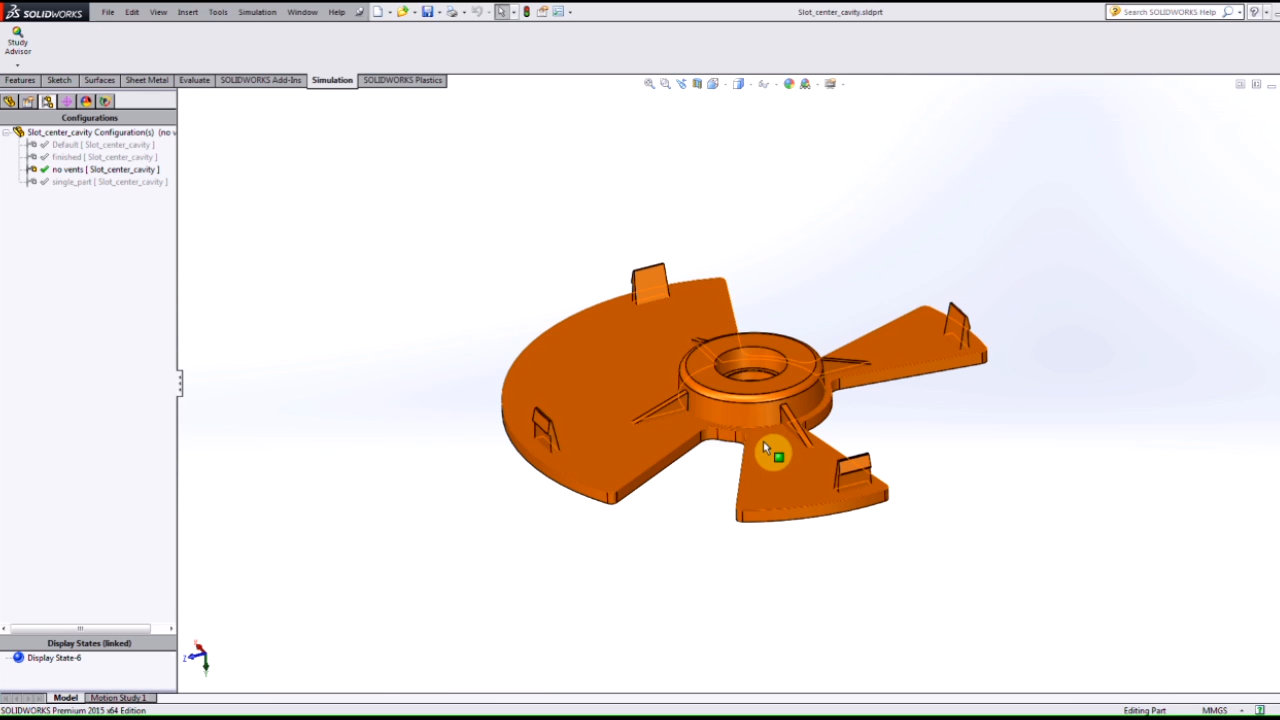 SOLIDWORKS File Edit View Insert Tools Simulation Window Help Slot_center_cavity.sldprt Search SOLIDWORKS Help
Study
Advisor
Features Sketch Surfaces Sheet Metal Evaluate SOLIDWORKS Add-Ins Simulation SOLIDWORKS Plastics
Configurations
Slot_center_cavity Configuration(s) (no v
Default [ Slot_center_cavity ]
finished [ Slot_center_cavity ]
no vents [ Slot_center_cavity ]
single_part [ Slot_center_cavity ]
Display States (linked)
Display State-6
Z
Model Motion Study 1
SOLIDWORKS Premium 2015 x64 Edition Editing Part MMGS